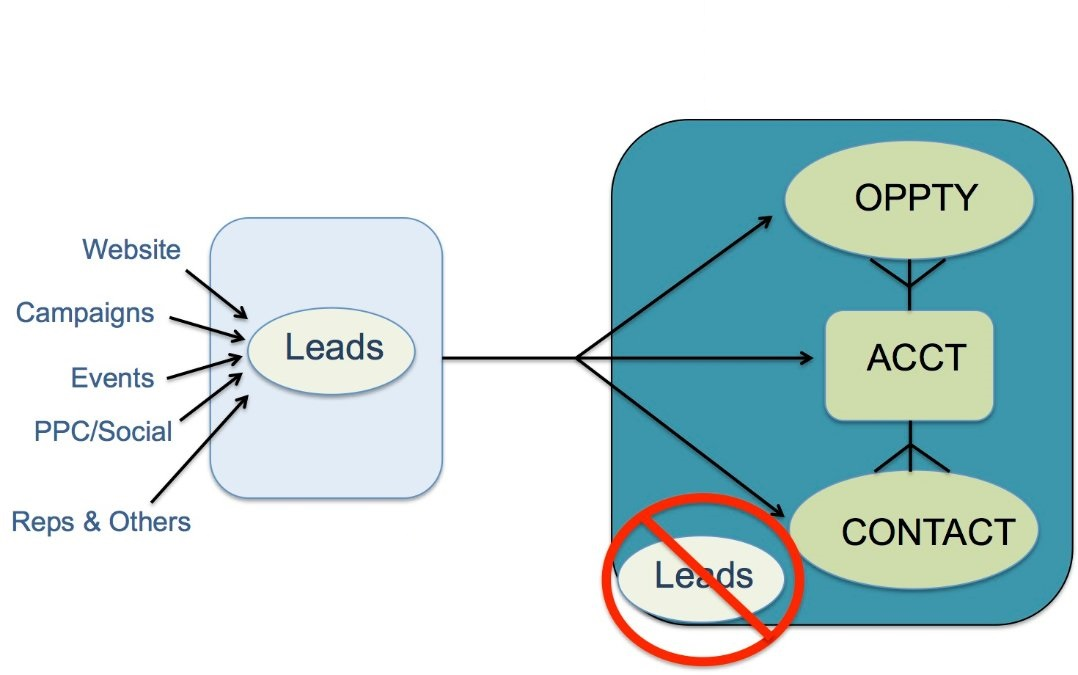 Website
Campaigns
Events
PPC/Social
Reps & Others
Leads
OPPTY
ACCT
CONTACT
Leads